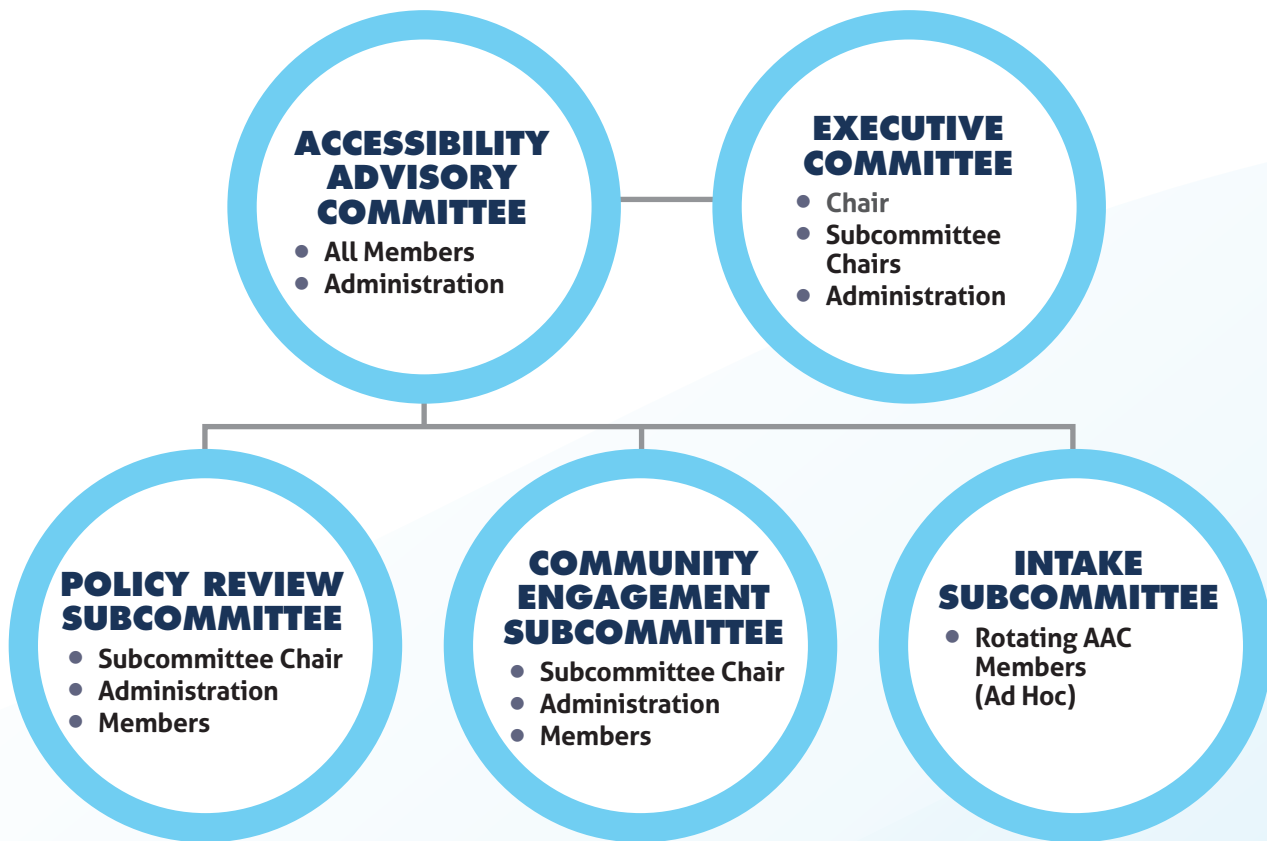 ACCESSIBILITY
ADVISORY
COMMITTEE
• All Members
• Administration
EXECUTIVE
COMMITTEE
• Chair
• Subcommittee
Chairs
• Administration
POLICY REVIEW
SUBCOMMITTEE
• Subcommittee Chair
• Administration
• Members
COMMUNITY
ENGAGEMENT
SUBCOMMITTEE
• Subcommittee Chair
• Administration
• Members
INTAKE
SUBCOMMITTEE
• Rotating AAC
Members
(Ad Hoc)